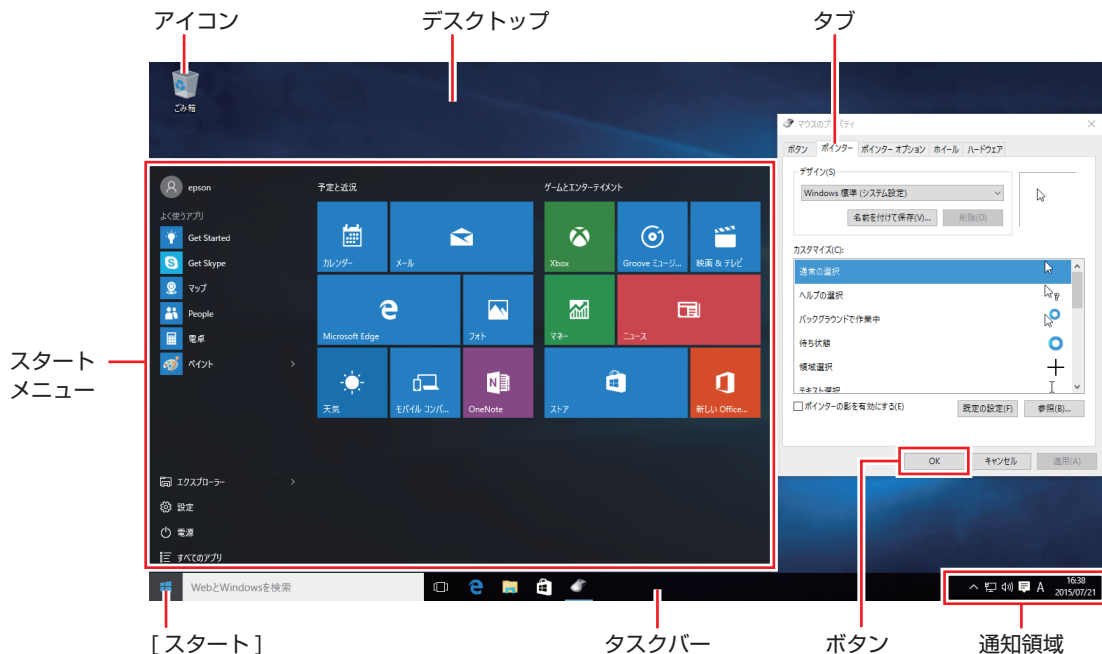 アイコン
デスクトップ
タブ
ごみ箱
epson
よく使うアプリ
Get Started
Get Skype
マップ
People
電卓
ペイント
エクスプローラー
設定
電源
すべてのアプリ
予定と近況
カレンダー
メール
Microsoft Edge
フォト
天気
モバイル コンパ...
OneNote
ゲームとエンターテイメント
Xbox
Groove ミュージ...
映画 & テレビ
マネー
ニュース
ストア
新しい Office...
マウスのプ ティ
ボタン ポインター ポインター オプション ホイール ハードウェア
デザイン(S)
Windows 標準 (システム設定)
名前を付けて保存(V)... 削除(D)
カスタマイズ(C):
通常の選択
ヘルプの選択
バックグラウンドで作業中
待ち状態
領域選択
テキスト選択
ポインターの影を有効にする(E)
既定の設定(F) 参照(B)...
OK キャンセル 適用(A)
スタート
メニュー
WebとWindowsを検索
A
16:38
2015/07/21
[ スタート ]
タスクバー
ボタン
通知領域